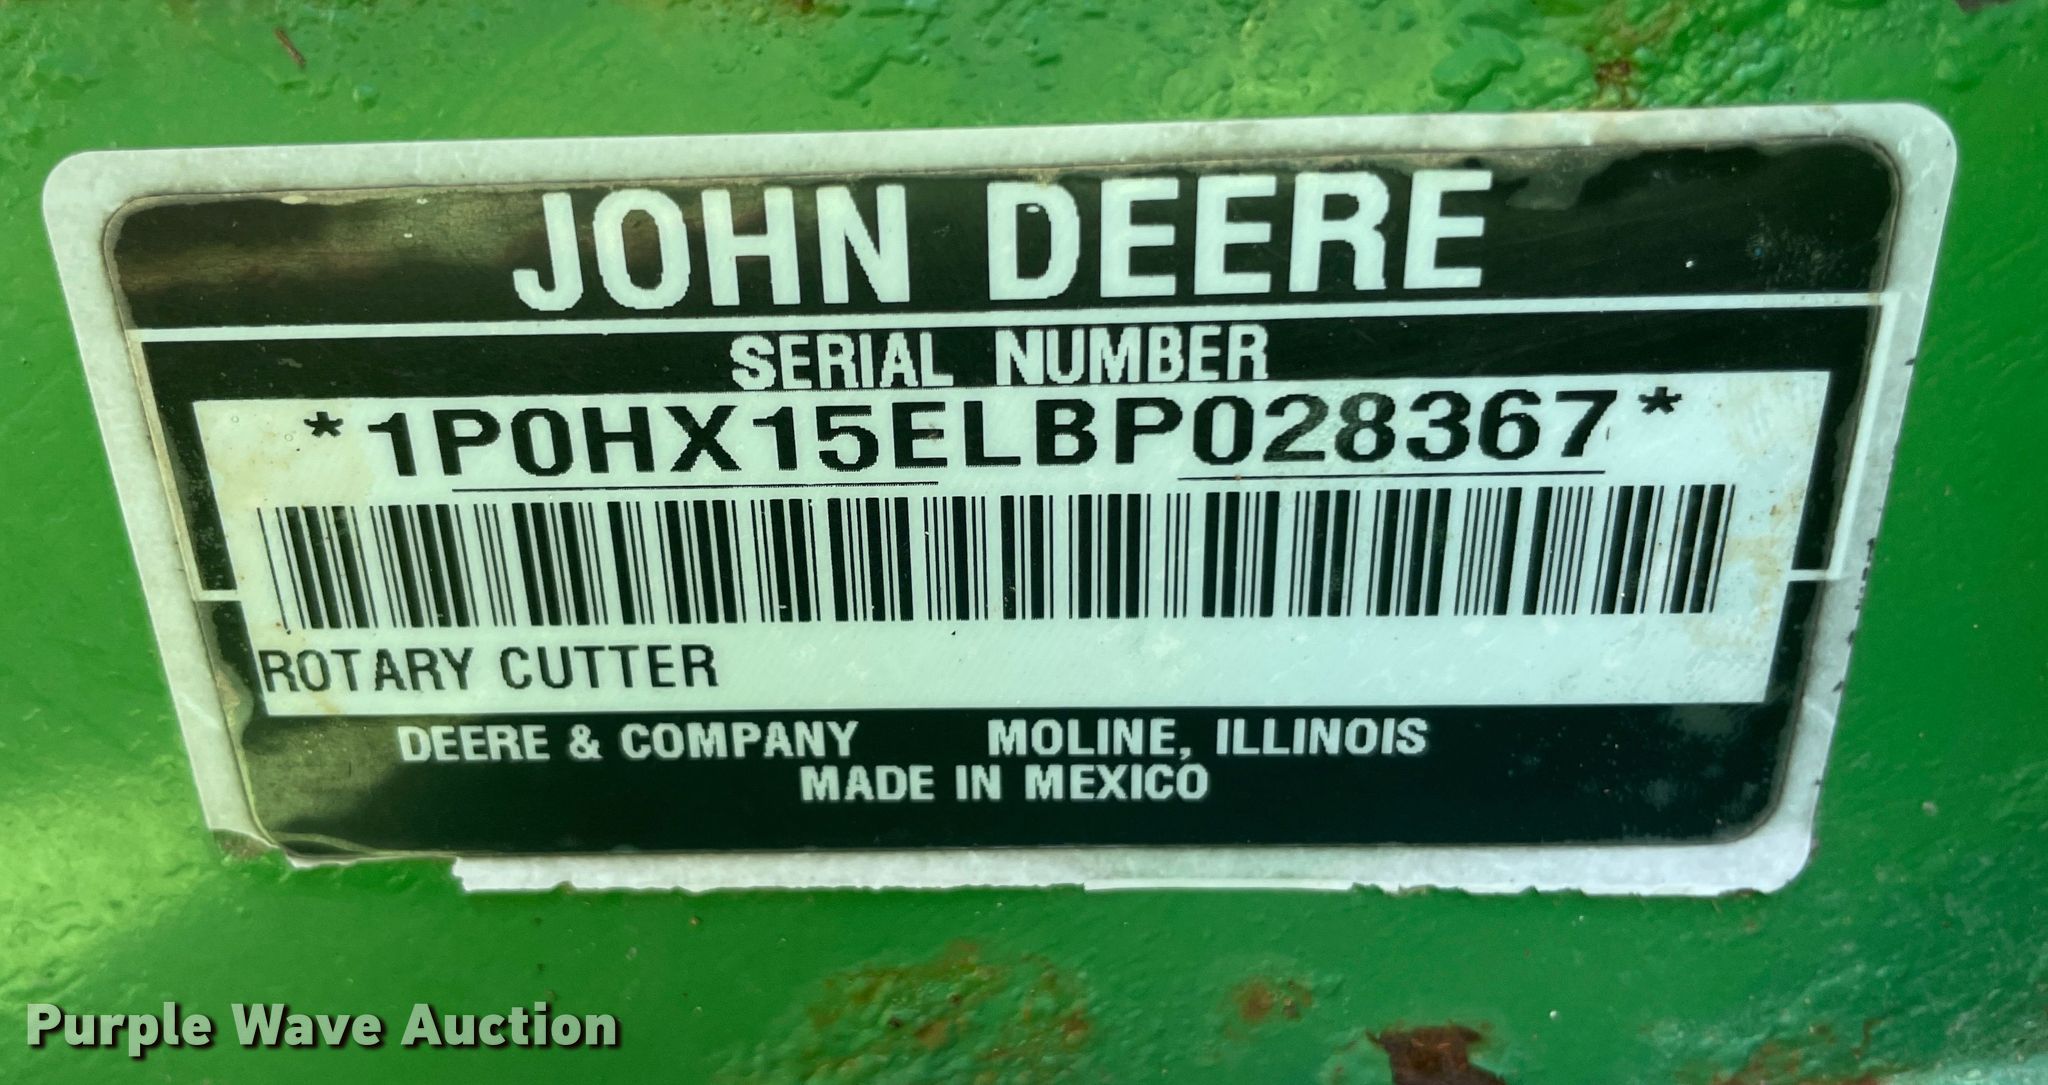 JOHN DEERE
SERIAL NUMBER
*1P0HX15ELBP028367*
ROTARY CUTTER
DEERE & COMPANY MOLINE, ILLINOIS
MADE IN MEXICO
Purple Wave Auction